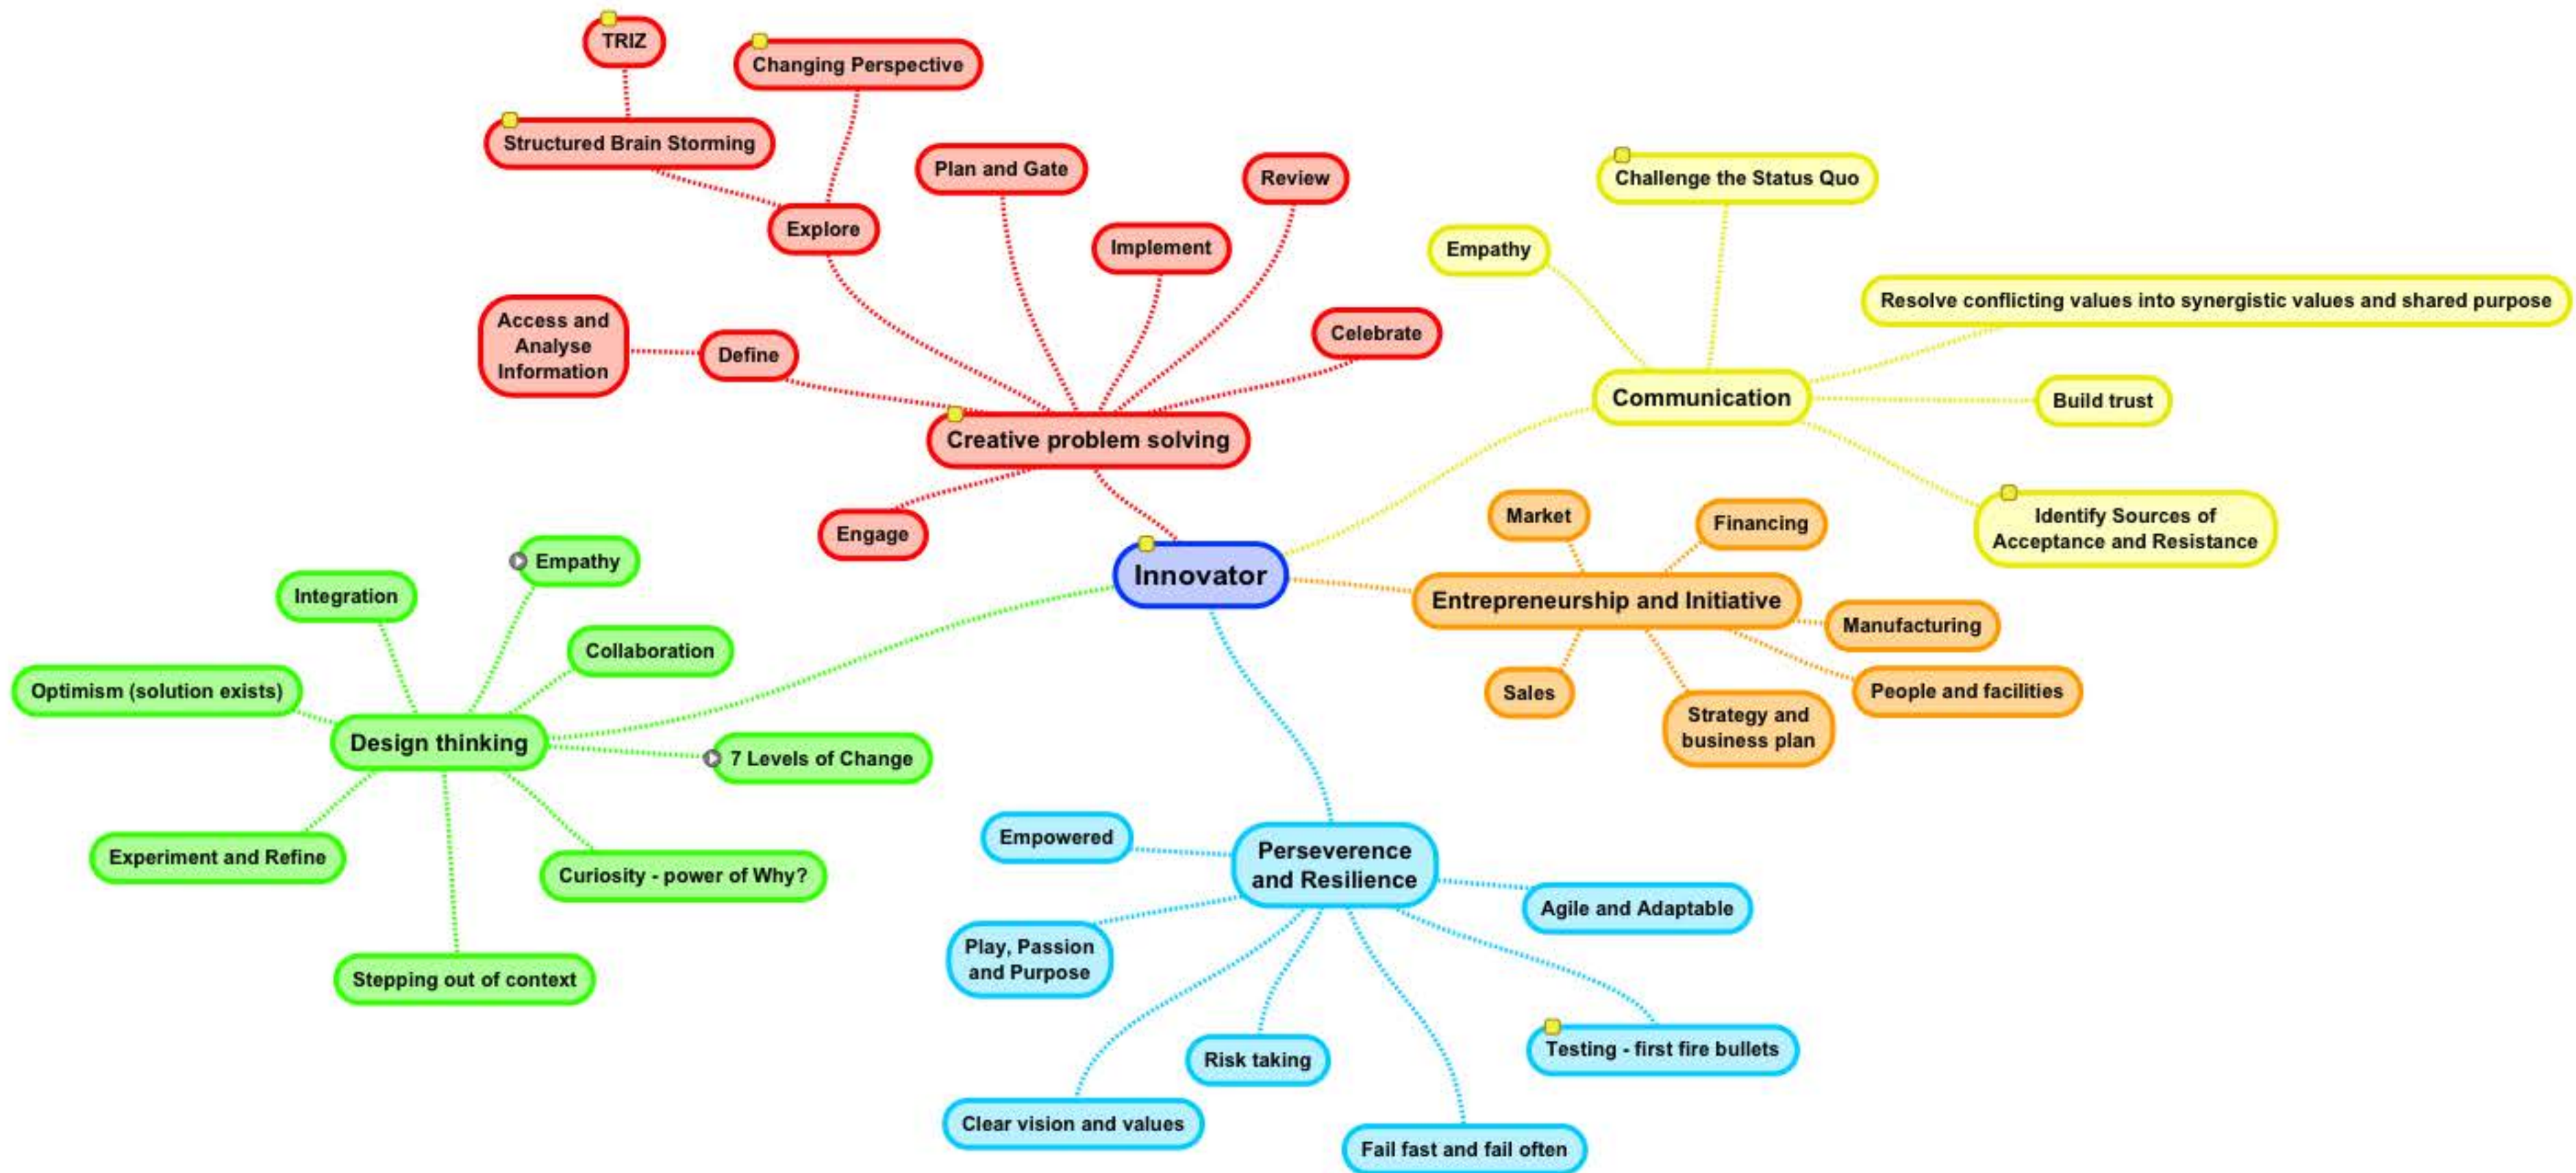 TRIZ
Changing Perspective
Structured Brain Storming
Plan and Gate
Review
Explore
Implement
Access and
Analyse
Information
Define
Celebrate
Creative problem solving
Engage
Challenge the Status Quo
Empathy
Resolve conflicting values into synergistic values and shared purpose
Communication
Build trust
Identify Sources of
Acceptance and Resistance
Innovator
Market
Financing
Entrepreneurship and Initiative
Manufacturing
Sales
People and facilities
Strategy and
business plan
Empathy
Integration
Collaboration
Optimism (solution exists)
Design thinking
7 Levels of Change
Experiment and Refine
Curiosity - power of Why?
Stepping out of context
Empowered
Perseverence
and Resilience
Agile and Adaptable
Play, Passion
and Purpose
Risk taking
Testing - first fire bullets
Clear vision and values
Fail fast and fail often